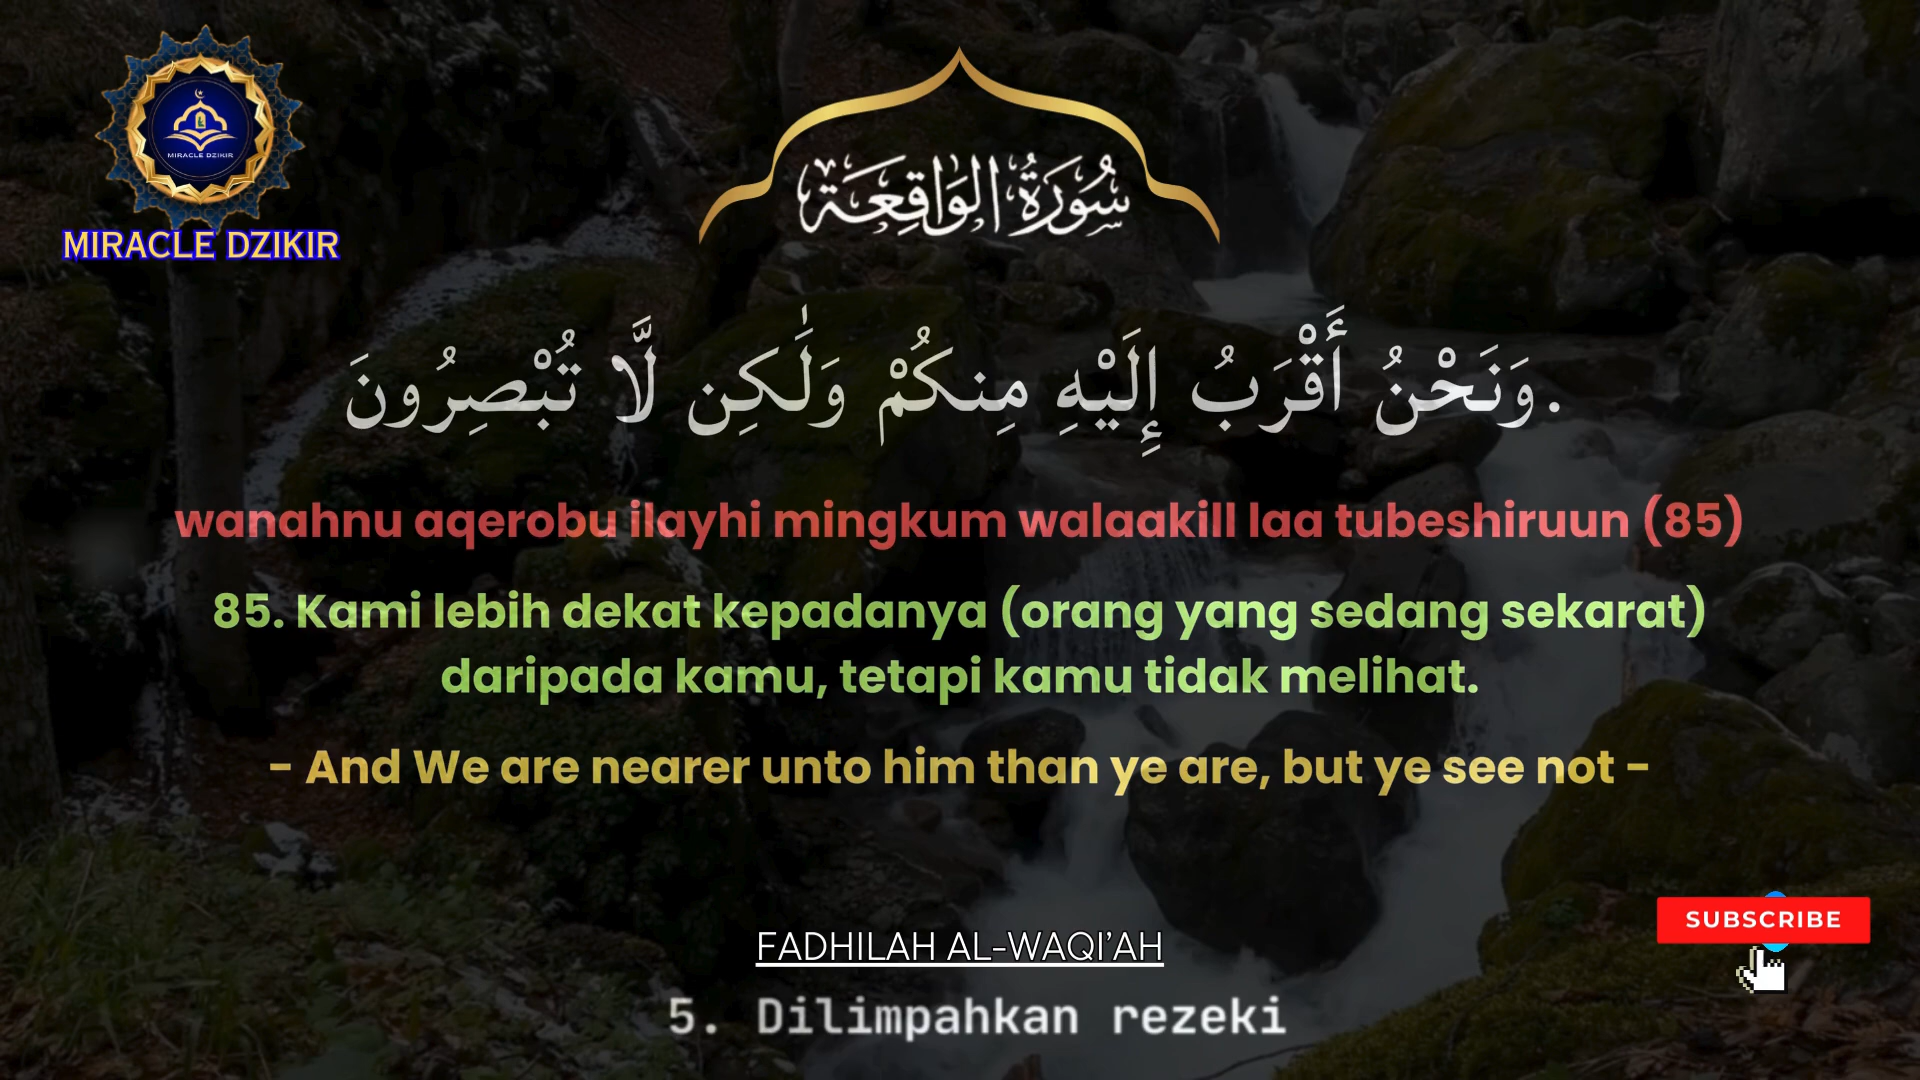 MIRACLE DZIKIR
MIRACLE DZIKIR
سُورَةُ الوَاقِعَة
وَنَحْنُ أَقْرَبُ إِلَيْهِ مِنكُمْ وَلَٰكِن لَّا تُبْصِرُونَ.
wanahnu aqerobu ilayhi mingkum walaakill laa tubeshiruun (85)
85. Kami lebih dekat kepadanya (orang yang sedang sekarat)
daripada kamu, tetapi kamu tidak melihat.
- And We are nearer unto him than ye are, but ye see not -
SUBSCRIBE
FADHILAH AL-WAQI’AH
5. Dilimpahkan rezeki